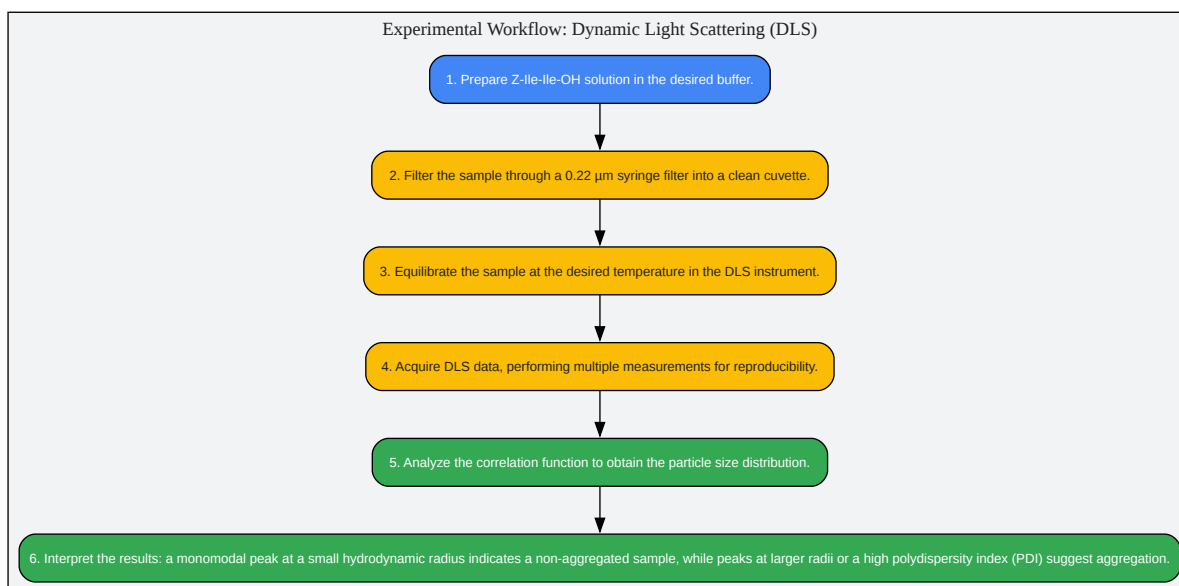 Experimental Workflow: Dynamic Light Scattering (DLS)
1. Prepare Z-Ile-Ile-OH solution in the desired buffer.
2. Filter the sample through a 0.22 µm syringe filter into a clean cuvette.
3. Equilibrate the sample at the desired temperature in the DLS instrument.
4. Acquire DLS data, performing multiple measurements for reproducibility.
5. Analyze the correlation function to obtain the particle size distribution.
6. Interpret the results: a monomodal peak at a small hydrodynamic radius indicates a non-aggregated sample, while peaks at larger radii or a high polydispersity index (PDI) suggest aggregation.